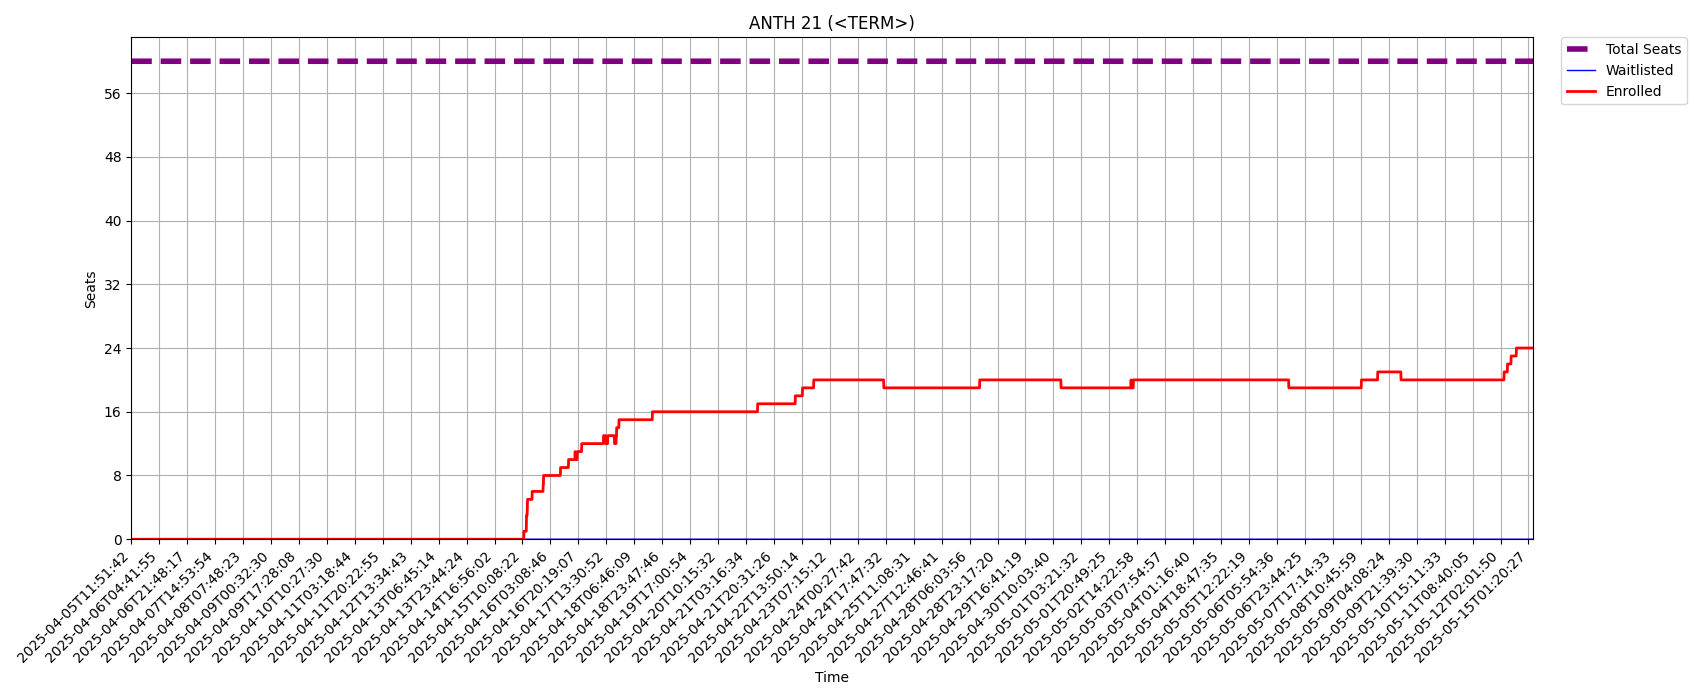 ANTH 21 (<TERM>)
Total Seats
Waitlisted
Enrolled
Seats
56
48
40
32
24
16
8
0
2025-04-05T11:51:42
2025-04-06T04:41:55
2025-04-06T21:48:17
2025-04-07T14:53:54
2025-04-08T07:48:23
2025-04-09T00:32:30
2025-04-09T17:28:08
2025-04-10T10:27:30
2025-04-11T03:18:44
2025-04-11T20:22:55
2025-04-12T13:34:43
2025-04-13T06:45:14
2025-04-13T23:44:24
2025-04-14T16:56:02
2025-04-15T10:08:22
2025-04-16T03:08:46
2025-04-16T20:19:07
2025-04-17T13:30:52
2025-04-18T06:46:09
2025-04-18T23:47:46
2025-04-19T17:00:54
2025-04-20T10:15:32
2025-04-21T03:16:34
2025-04-21T20:31:26
2025-04-22T13:50:14
2025-04-23T07:15:12
2025-04-24T00:27:42
2025-04-24T17:47:32
2025-04-25T11:08:31
2025-04-27T12:46:41
2025-04-28T06:03:56
2025-04-28T23:17:20
2025-04-29T16:41:19
2025-04-30T10:03:40
2025-05-01T03:21:32
2025-05-01T20:49:25
2025-05-02T14:22:58
2025-05-03T07:54:57
2025-05-04T01:16:40
2025-05-04T18:47:35
2025-05-05T12:22:19
2025-05-06T05:54:36
2025-05-06T23:44:25
2025-05-07T17:14:33
2025-05-08T10:45:59
2025-05-09T04:08:24
2025-05-09T21:39:30
2025-05-10T15:11:33
2025-05-11T08:40:05
2025-05-12T02:01:50
2025-05-15T01:20:27
Time